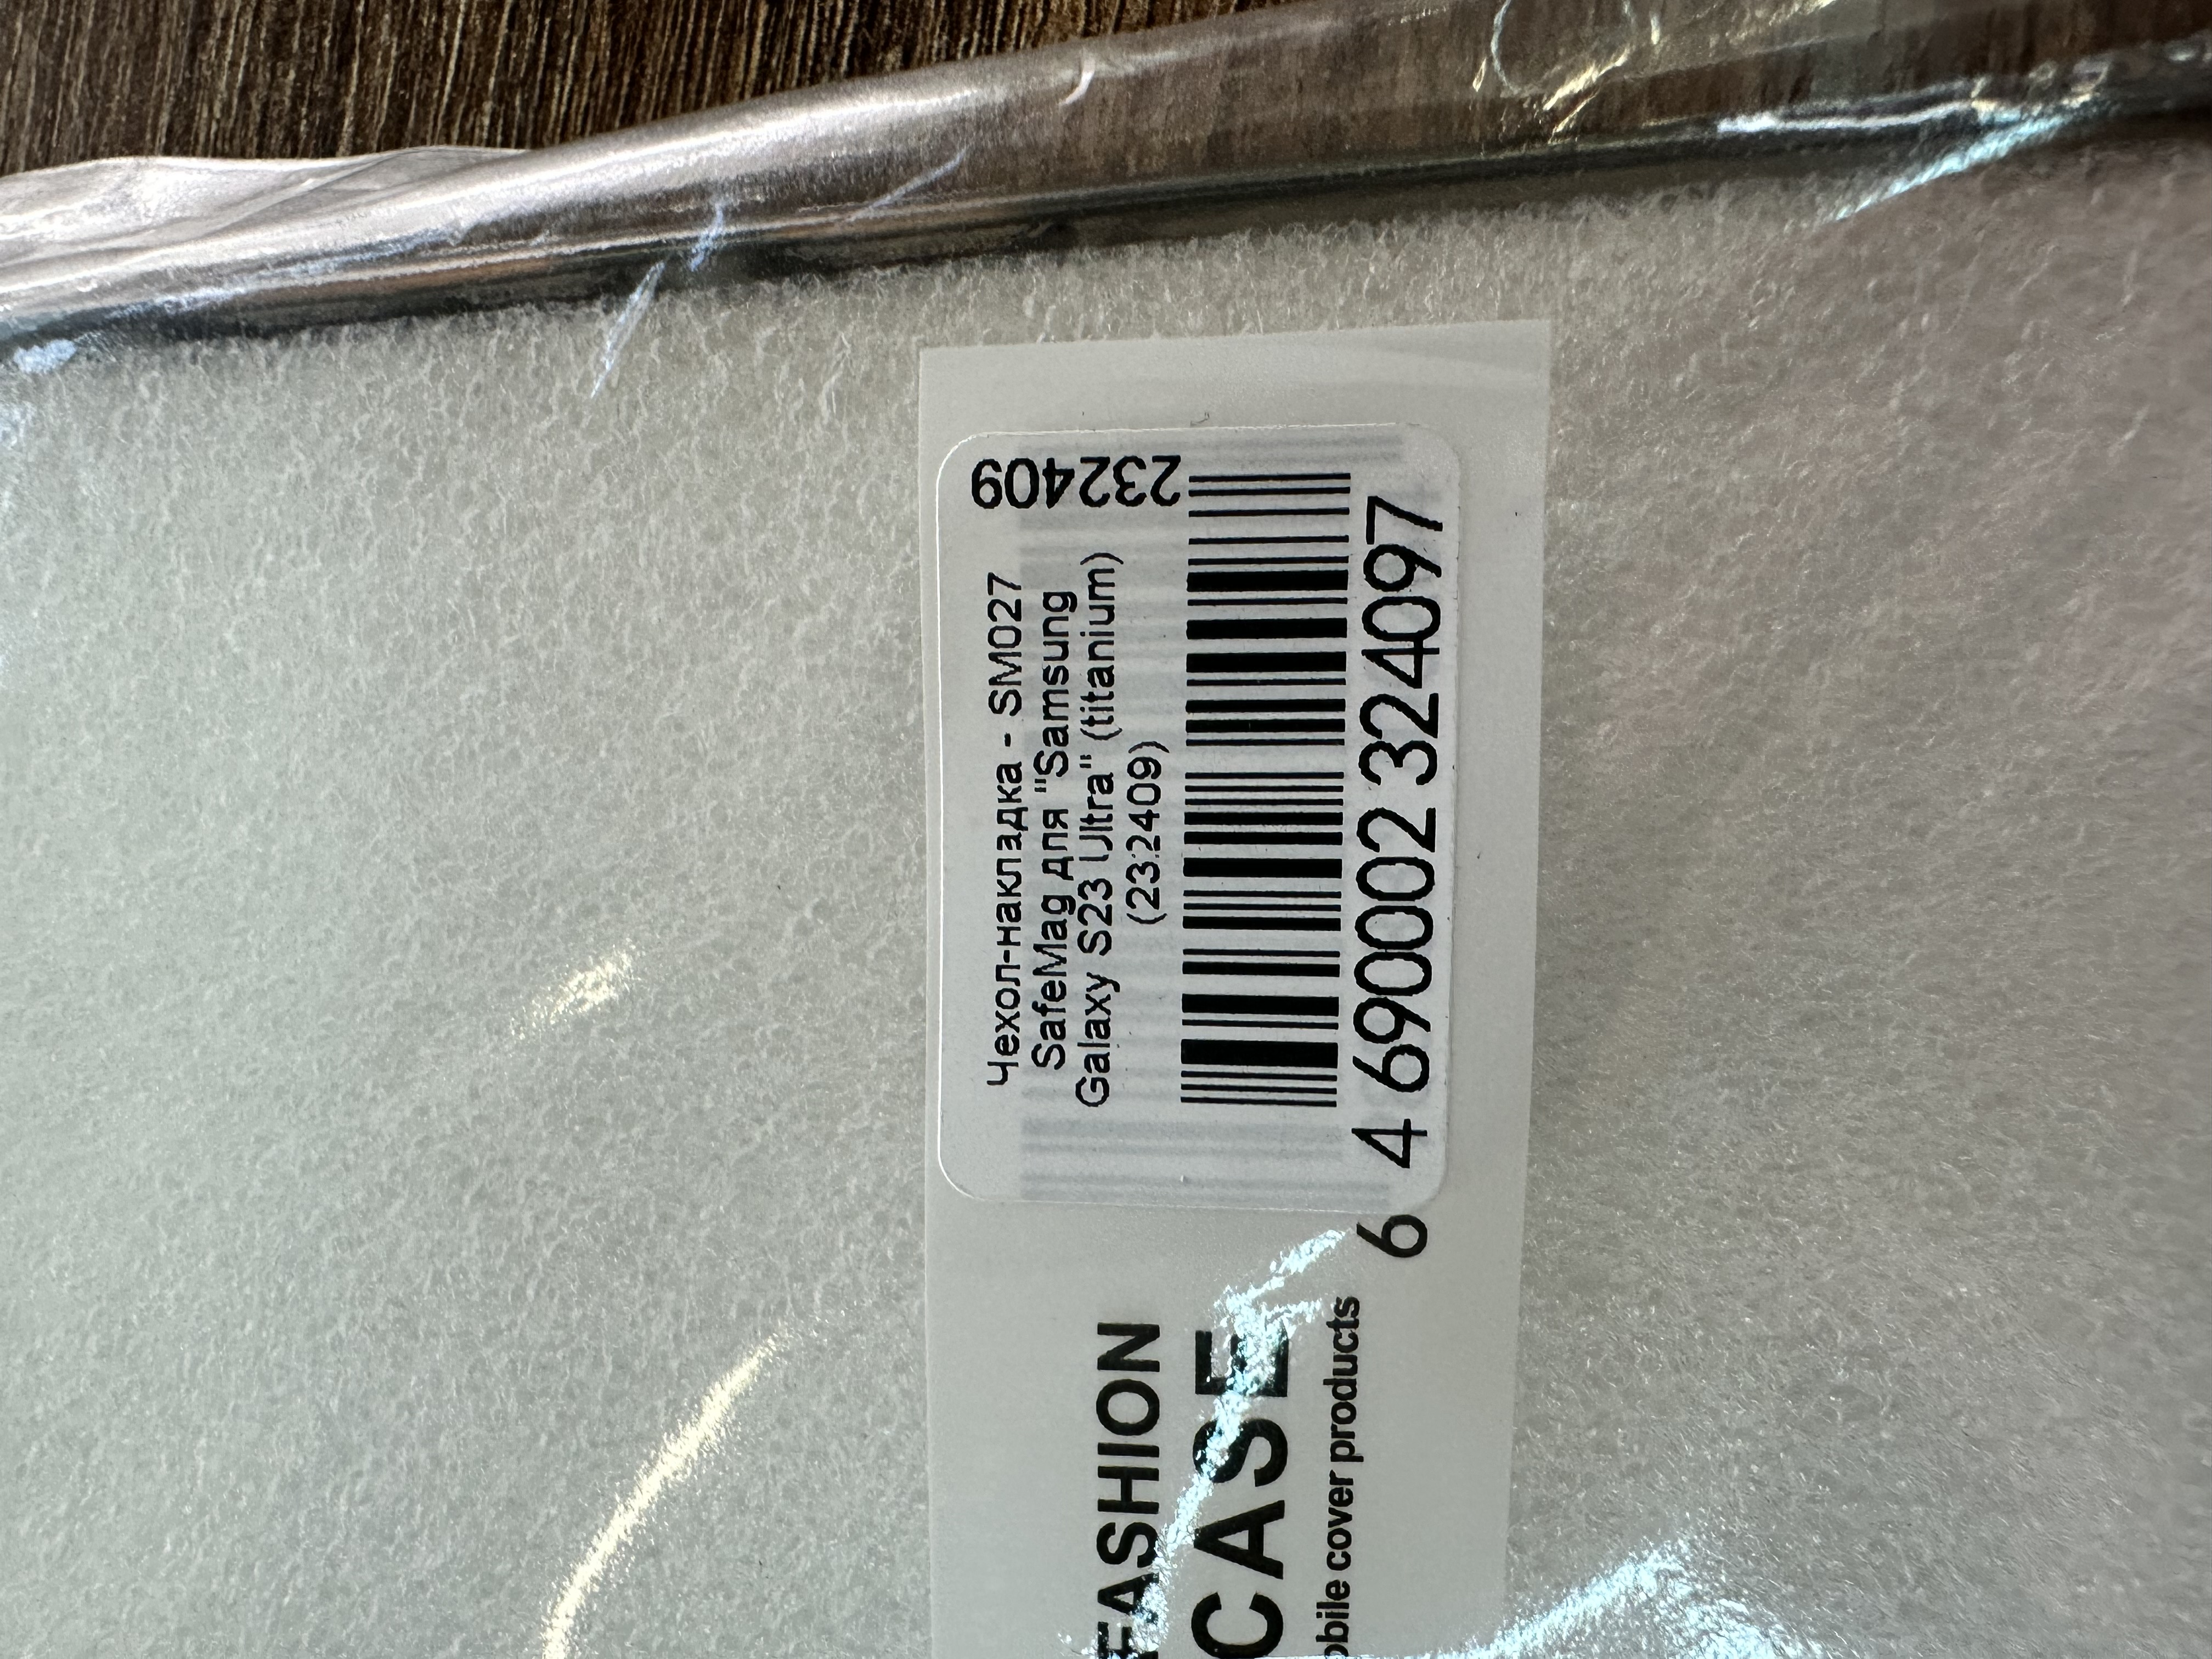 232409
Чехол-накладка - SM027
SafeMag для "Samsung
Galaxy S23 Ultra" (titanium)
(232409)
4 690002 324097
6
FASHION
CASE
obile cover products